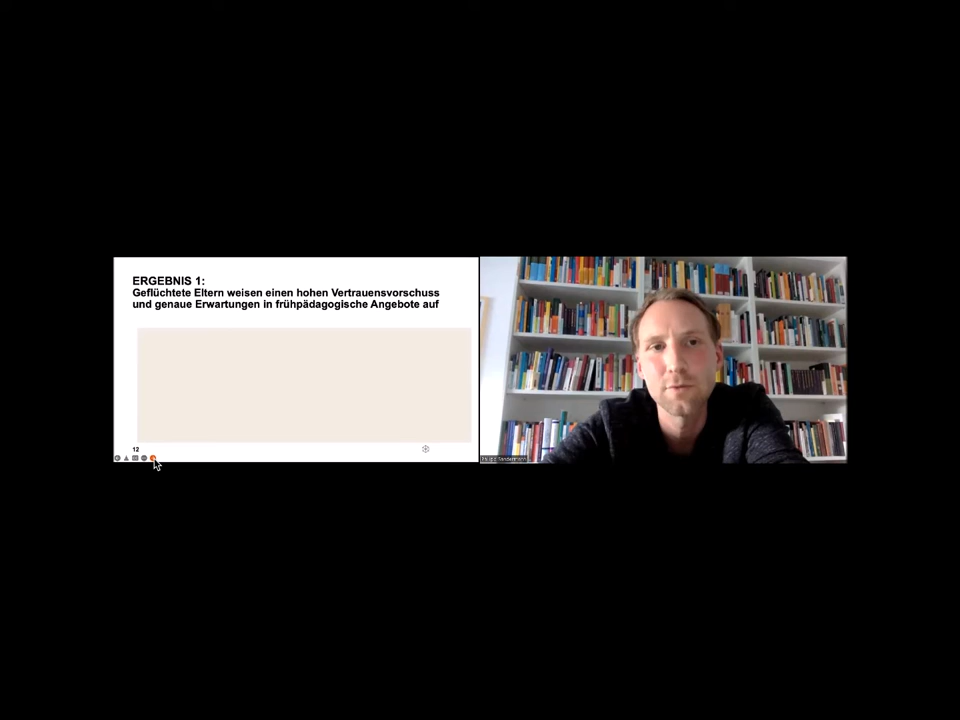 ERGEBNIS 1:
Geflüchtete Eltern weisen einen hohen Vertrauensvorschuss
und genaue Erwartungen in frühpädagogische Angebote auf
12